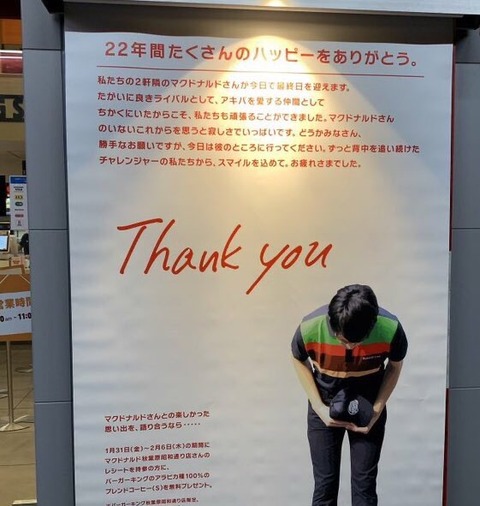 22年間たくさんのハッピーをありがとう。
私たちの2軒隣のマクドナルドさんが今日で最終日を迎えます。
たがいに良きライバルとして、アキバを愛する仲間として
ちかくにいたからこそ、私たちも頑張ることができました。マクドナルドさん
のいないこれからを思うと寂しさでいっぱいです。どうかみなさん、
勝手なお願いですが、今日は彼のところに行ってください。ずっと背中を追い続けた
チャレンジャーの私たちから、スマイルを込めて。お疲れさまでした。
Thank you
営業時間
マクドナルドさんとの楽しかった
思い出を、語り合うなら・・・・・
1月31日(金)~2月6日(木)の期間に
マクドナルド秋葉原昭和通り店さんの
レシートを持参の方に、
バーガーキングのアラビカ種100%の
ブレンドコーヒー(S)を無料プレゼント。